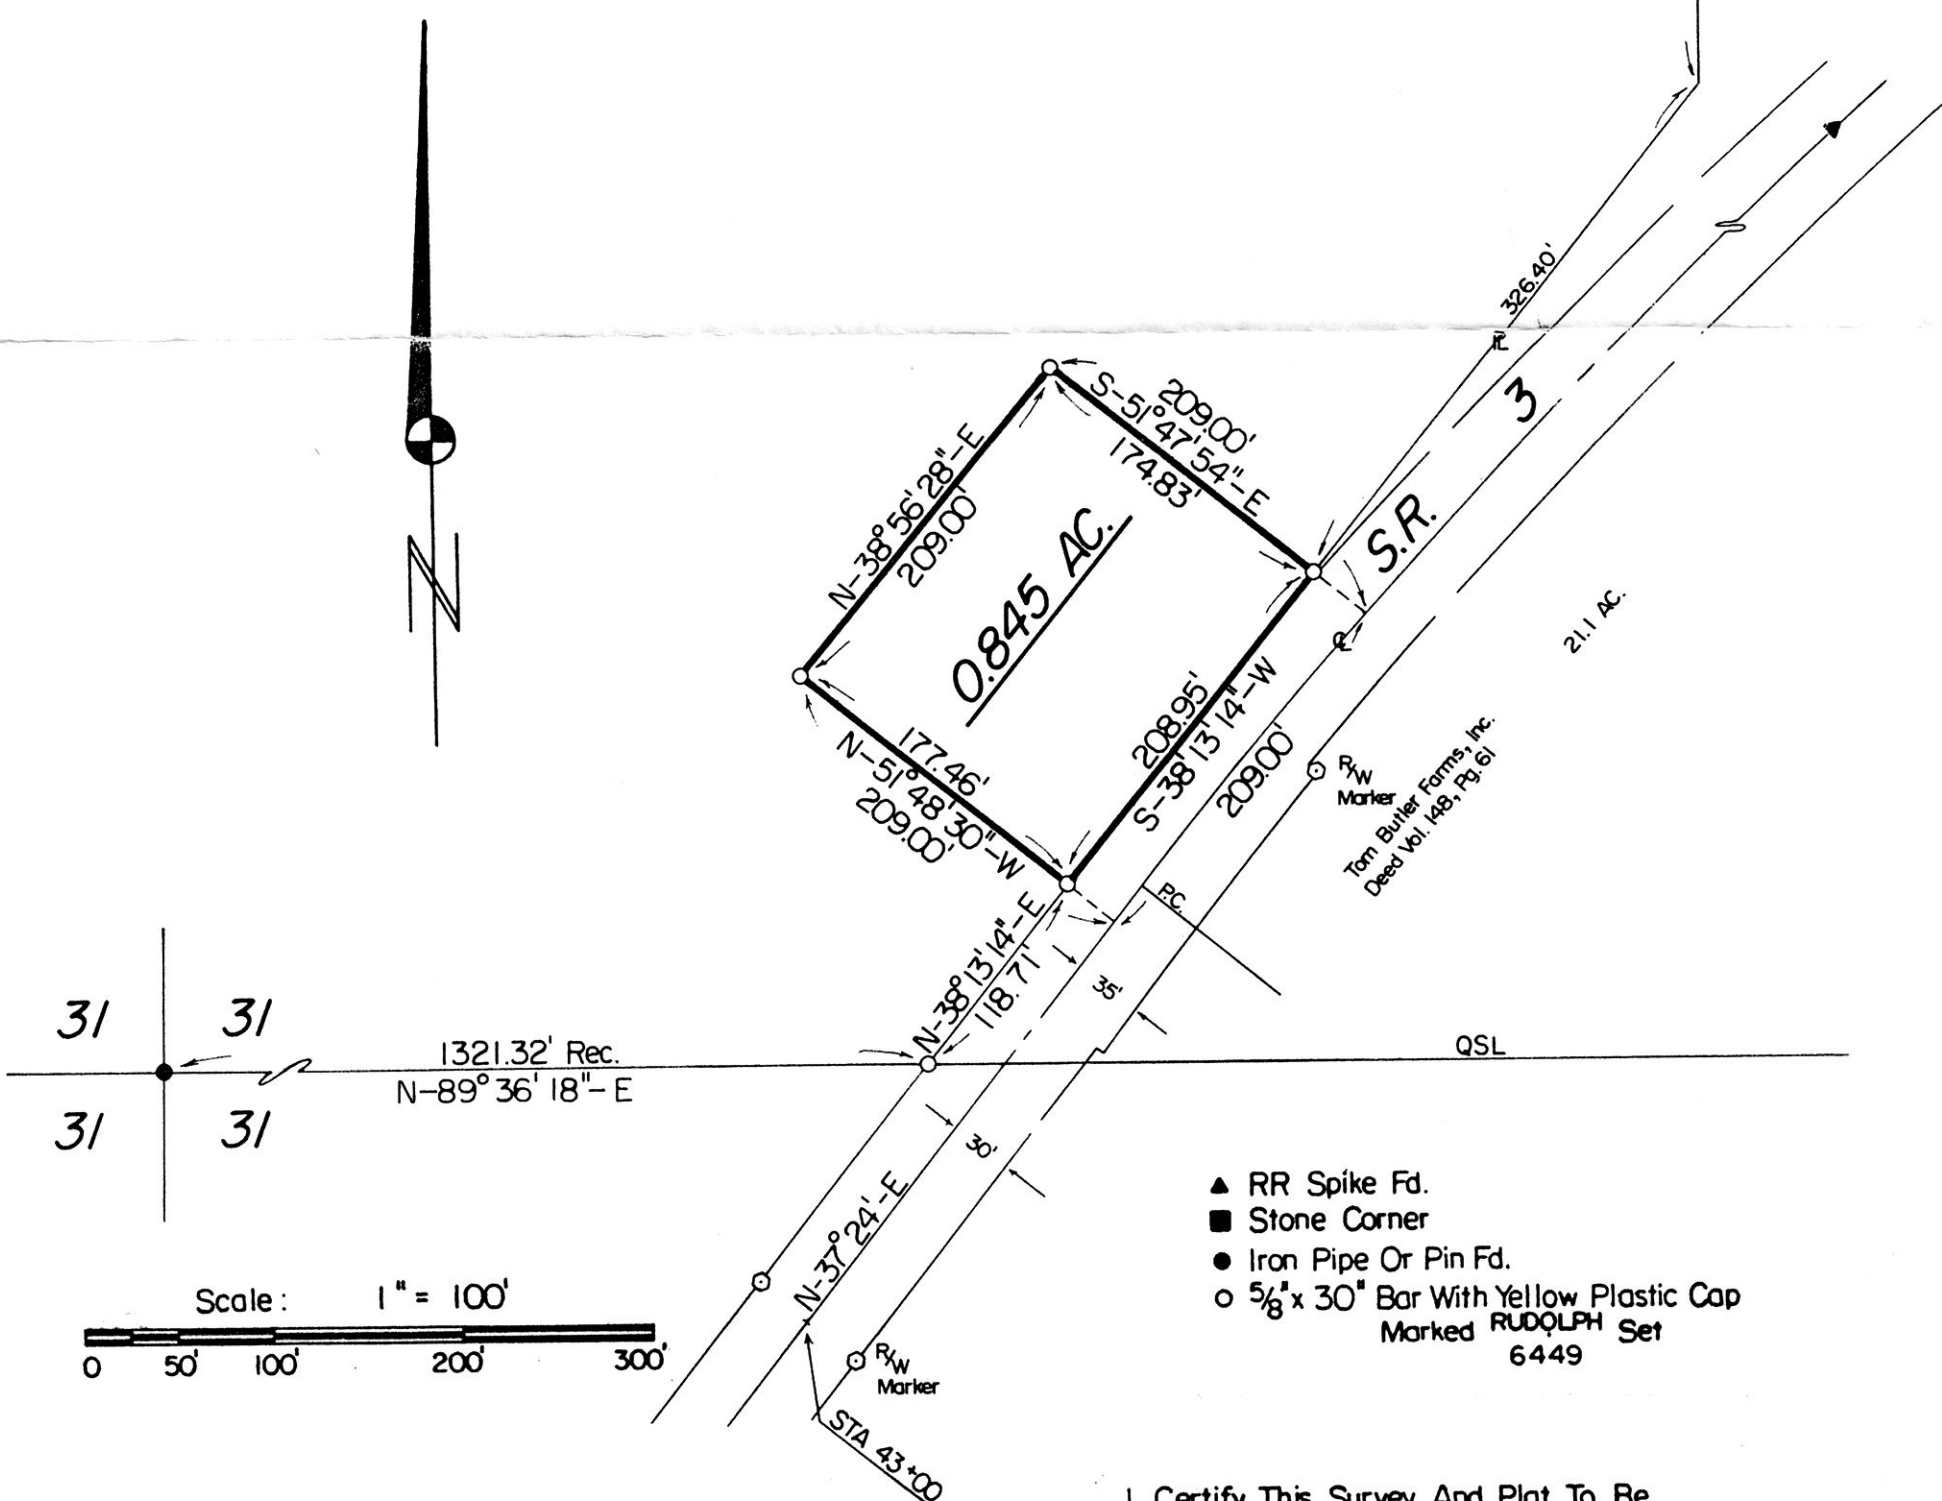 326.40'
PL
3
S.R.
209.00'
S-51°47'54"-E
174.83'
N-38°56'28"-E
209.00'
0.845 AC.
N
21.1 AC.
CL
208.95'
S-38°13'14"-W
209.00'
177.46'
N-51°48'30"-W
209.00'
R/W
Marker
Tom Butler Farms, Inc.
Deed Vol. 148, Pg. 61
P.C.
N-38°13'14"-E
118.71'
35'
31 31
1321.32' Rec.
N-89°36'18"-E
QSL
31 31
30'
N-37°24'-E
▲ RR Spike Fd.
■ Stone Corner
● Iron Pipe Or Pin Fd.
○ 5/8"x 30" Bar With Yellow Plastic Cap
Marked RUDOLPH Set
6449
Scale: 1"= 100'
0 50' 100' 200' 300'
R/W
Marker
STA 43+00
I Certify This Survey And Plat To Be